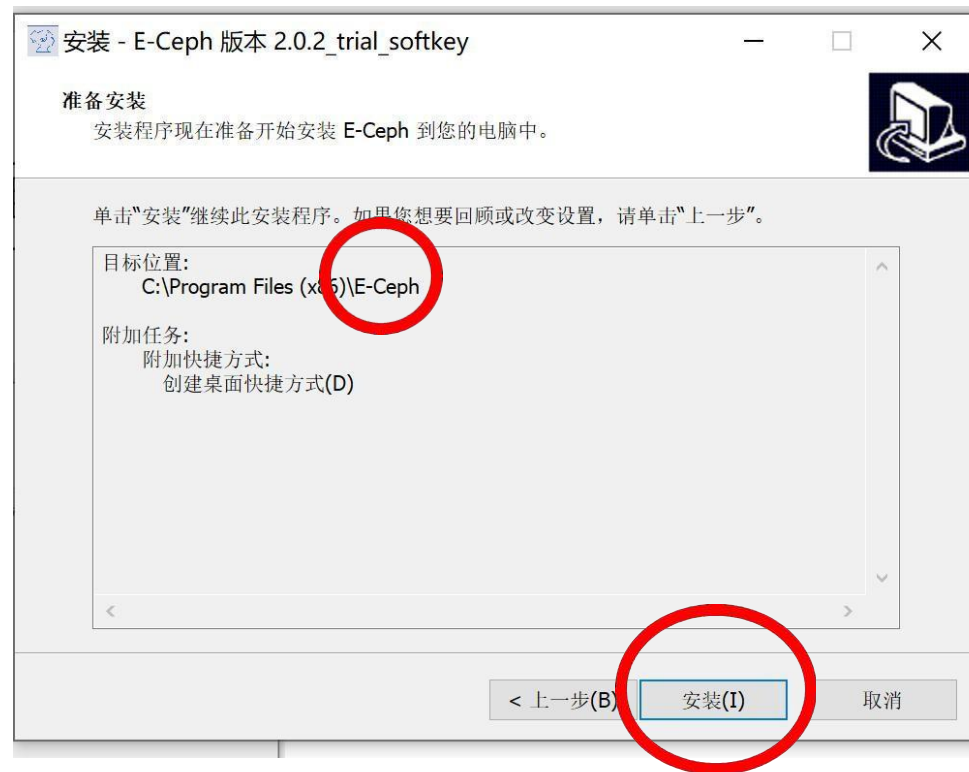 安装 - E-Ceph 版本 2.0.2_trial_softkey
准备安装
安装程序现在准备开始安装 E-Ceph 到您的电脑中。
单击"安装"继续此安装程序。如果您想要回顾或改变设置，请单击"上一步"。
目标位置:
C:\Program Files (x86)\E-Ceph
附加任务:
附加快捷方式:
创建桌面快捷方式(D)
< 上一步(B)
安装(I)
取消